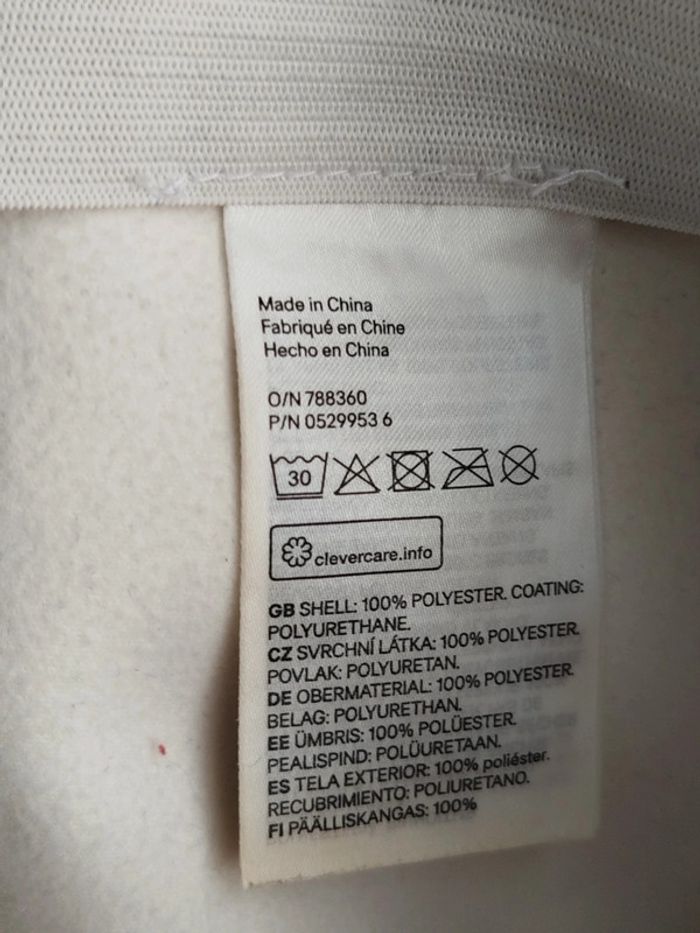 Made in China
Fabriqué en Chine
Hecho en China
O/N 788360
P/N 0529953 6
30
clevercare.info
GB SHELL: 100% POLYESTER. COATING:
POLYURETHANE.
CZ SVRCHNÍ LÁTKA: 100% POLYESTER.
POVLAK: POLYURETAN.
DE OBERMATERIAL: 100% POLYESTER.
BELAG: POLYURETHAN.
EE ÜMBRIS: 100% POLÜESTER.
PEALISPIND: POLÜURETAAN.
ES TELA EXTERIOR: 100% poliéster.
RECUBRIMIENTO: POLIURETANO.
FI PÄÄLLISKANGAS: 100%